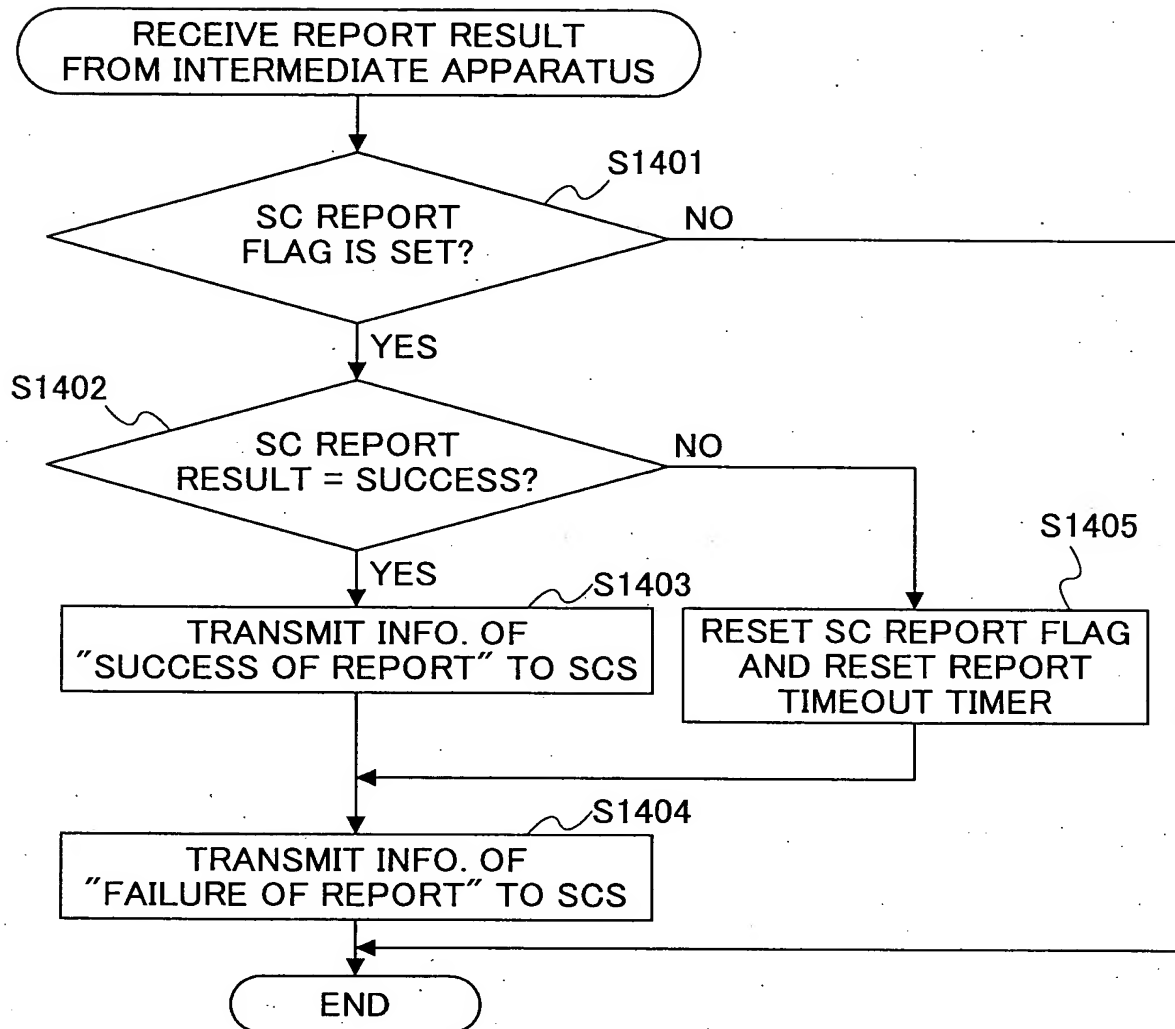 RECEIVE REPORT RESULT
FROM INTERMEDIATE APPARATUS
S1401
SC REPORT
FLAG IS SET?
NO
YES
S1402
SC REPORT
RESULT = SUCCESS?
NO
S1405
YES
S1403
TRANSMIT INFO. OF
"SUCCESS OF REPORT" TO SCS
RESET SC REPORT FLAG
AND RESET REPORT
TIMEOUT TIMER
S1404
TRANSMIT INFO. OF
"FAILURE OF REPORT" TO SCS
END